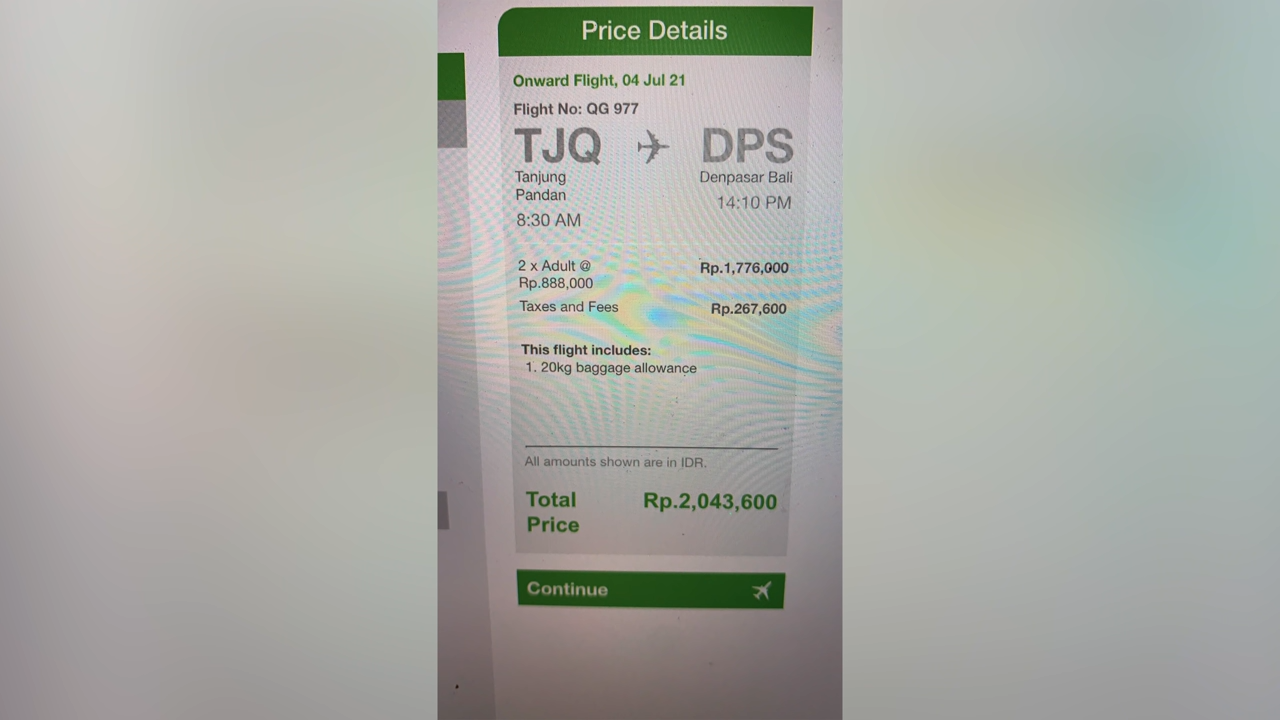 Price Details
Onward Flight, 04 Jul 21
Flight No: QG 977
TJQ DPS
Tanjung Denpasar Bali
Pandan
8:30 AM 14:10 PM
2 x Adult @ Rp.1,776,000
Rp.888,000
Taxes and Fees Rp.267,600
This flight includes:
1. 20kg baggage allowance
All amounts shown are in IDR.
Total Rp.2,043,600
Price
Continue